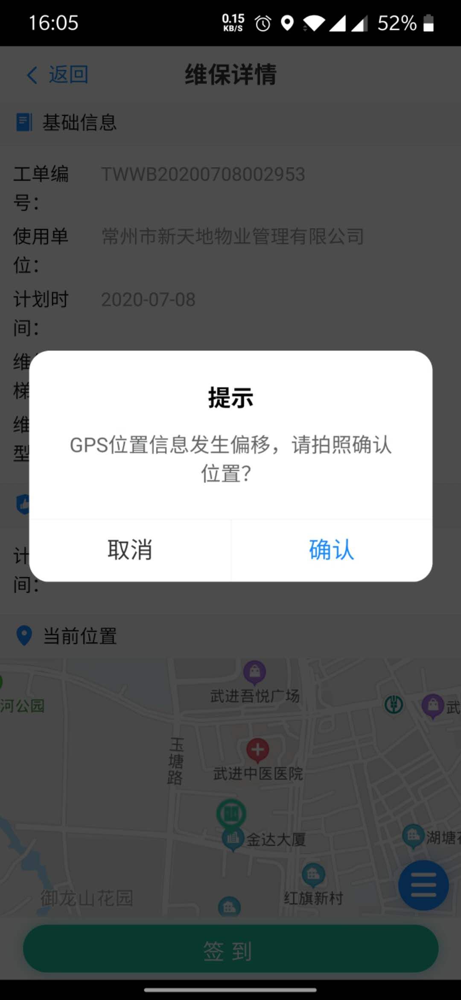 16:05
0.15
KB/S
52%
返回
维保详情
基础信息
工单编
号：
TWWB20200708002953
使用单
位：
常州市新天地物业管理有限公司
计划时
间：
2020-07-08
维
梯
维
型
提示
GPS位置信息发生偏移，请拍照确认
位置？
取消
确认
计
间：
当前位置
武进吾悦广场
河公园
武
玉塘路
武进中医医院
金达大厦
湖塘花
御龙山花园
红旗新村
签到